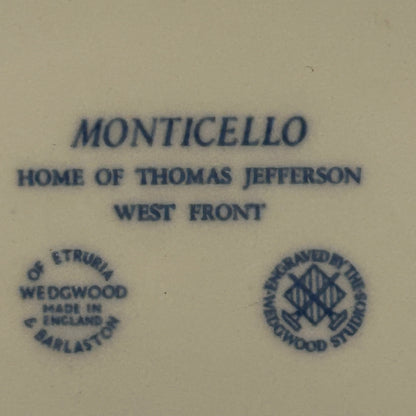 MONTICELLO
HOME OF THOMAS JEFFERSON
WEST FRONT
OF ETRURIA
WEDGWOOD
MADE IN
ENGLAND
& BARLASTON
ENGRAVED BY THE
WEDGWOOD STUDIOS